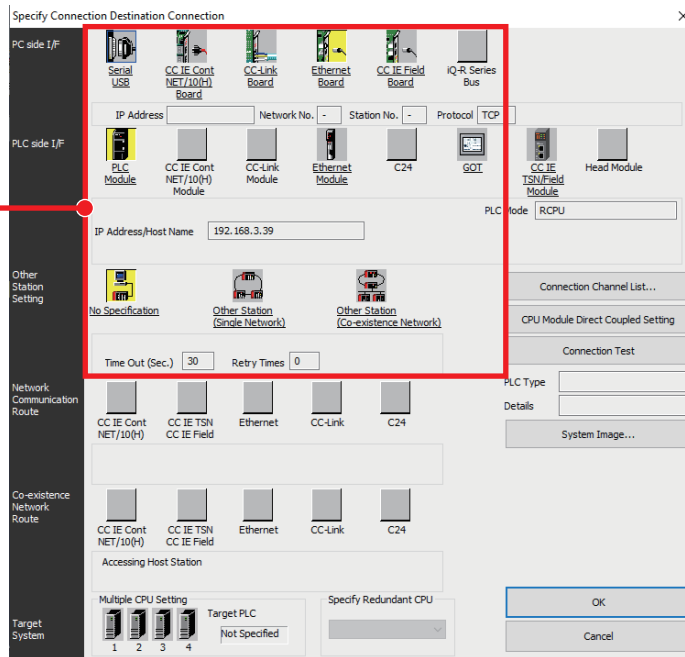 Specify Connection Destination Connection
PC side I/F
Serial
USB
CC IE Cont
NET/10(H)
Board
CC-Link
Board
Ethernet
Board
CC IE Field
Board
iQ-R Series
Bus
IP Address
Network No. -
Station No. -
Protocol TCP
PLC side I/F
PLC
Module
CC IE Cont
NET/10(H)
Module
CC-Link
Module
Ethernet
Module
C24
GOT
CC IE
TSN/Field
Module
Head Module
PLC Mode RCPU
IP Address/Host Name 192.168.3.39
Other
Station
Setting
No Specification
Other Station
(Single Network)
Other Station
(Co-existence Network)
Time Out (Sec.) 30
Retry Times 0
Connection Channel List...
CPU Module Direct Coupled Setting
Connection Test
PLC Type
Details
System Image...
Network
Communication
Route
CC IE Cont
NET/10(H)
CC IE TSN
CC IE Field
Ethernet
CC-Link
C24
Co-existence
Network
Route
CC IE Cont
NET/10(H)
CC IE TSN
CC IE Field
Ethernet
CC-Link
C24
Accessing Host Station
Target
System
Multiple CPU Setting
1 2 3 4
Target PLC
Not Specified
Specify Redundant CPU
OK
Cancel